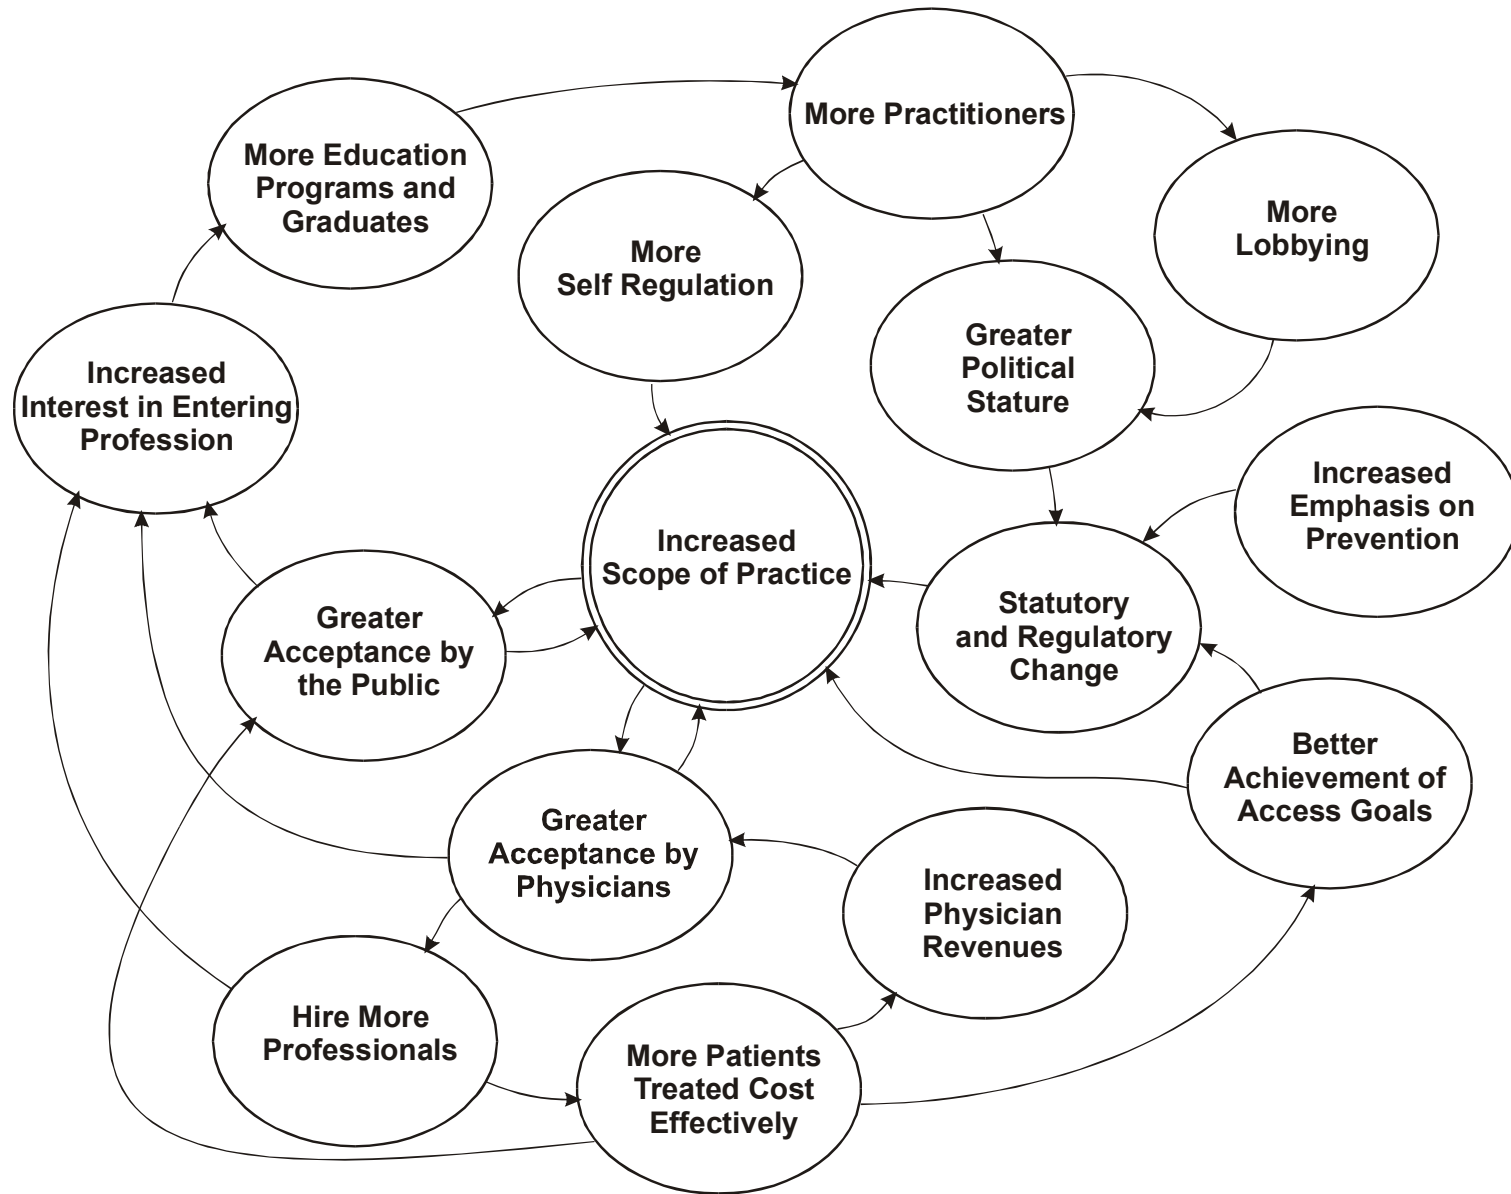 More Practitioners
More Education
Programs and
Graduates
More
Lobbying
More
Self Regulation
Greater
Political
Stature
Increased
Interest in Entering
Profession
Increased
Emphasis on
Prevention
Increased
Scope of Practice
Statutory
and Regulatory
Change
Greater
Acceptance by
the Public
Better
Achievement of
Access Goals
Greater
Acceptance by
Physicians
Increased
Physician
Revenues
Hire More
Professionals
More Patients
Treated Cost
Effectively